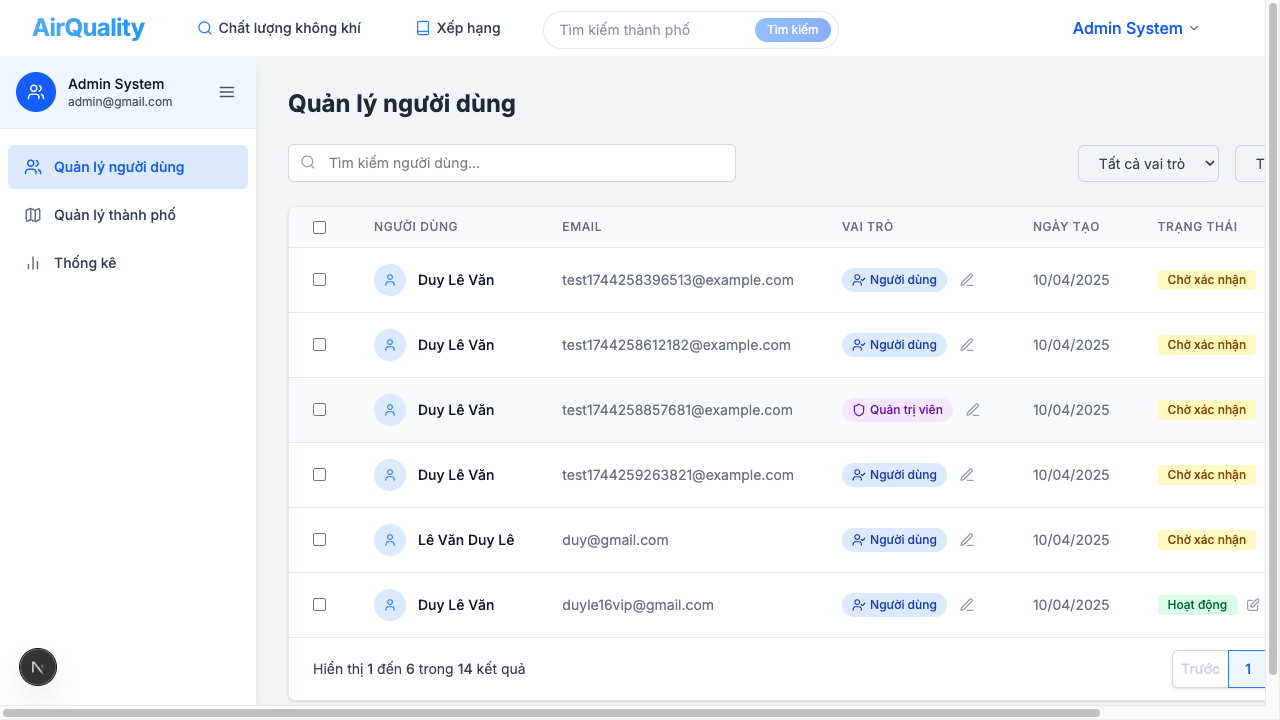 AirQuality
Chất lượng không khí
Xếp hạng
Tìm kiếm thành phố
Tìm kiếm
Admin System
Admin System
admin@gmail.com
Quản lý người dùng
Quản lý thành phố
Thống kê
Quản lý người dùng
Tìm kiếm người dùng...
Tất cả vai trò
T
NGƯỜI DÙNG EMAIL VAI TRÒ NGÀY TẠO TRẠNG THÁI
Duy Lê Văn test1744258396513@example.com Người dùng 10/04/2025 Chờ xác nhận
Duy Lê Văn test1744258612182@example.com Người dùng 10/04/2025 Chờ xác nhận
Duy Lê Văn test1744258857681@example.com Quản trị viên 10/04/2025 Chờ xác nhận
Duy Lê Văn test1744259263821@example.com Người dùng 10/04/2025 Chờ xác nhận
Lê Văn Duy Lê duy@gmail.com Người dùng 10/04/2025 Chờ xác nhận
Duy Lê Văn duyle16vip@gmail.com Người dùng 10/04/2025 Hoạt động
Hiển thị 1 đến 6 trong 14 kết quả
Trước 1